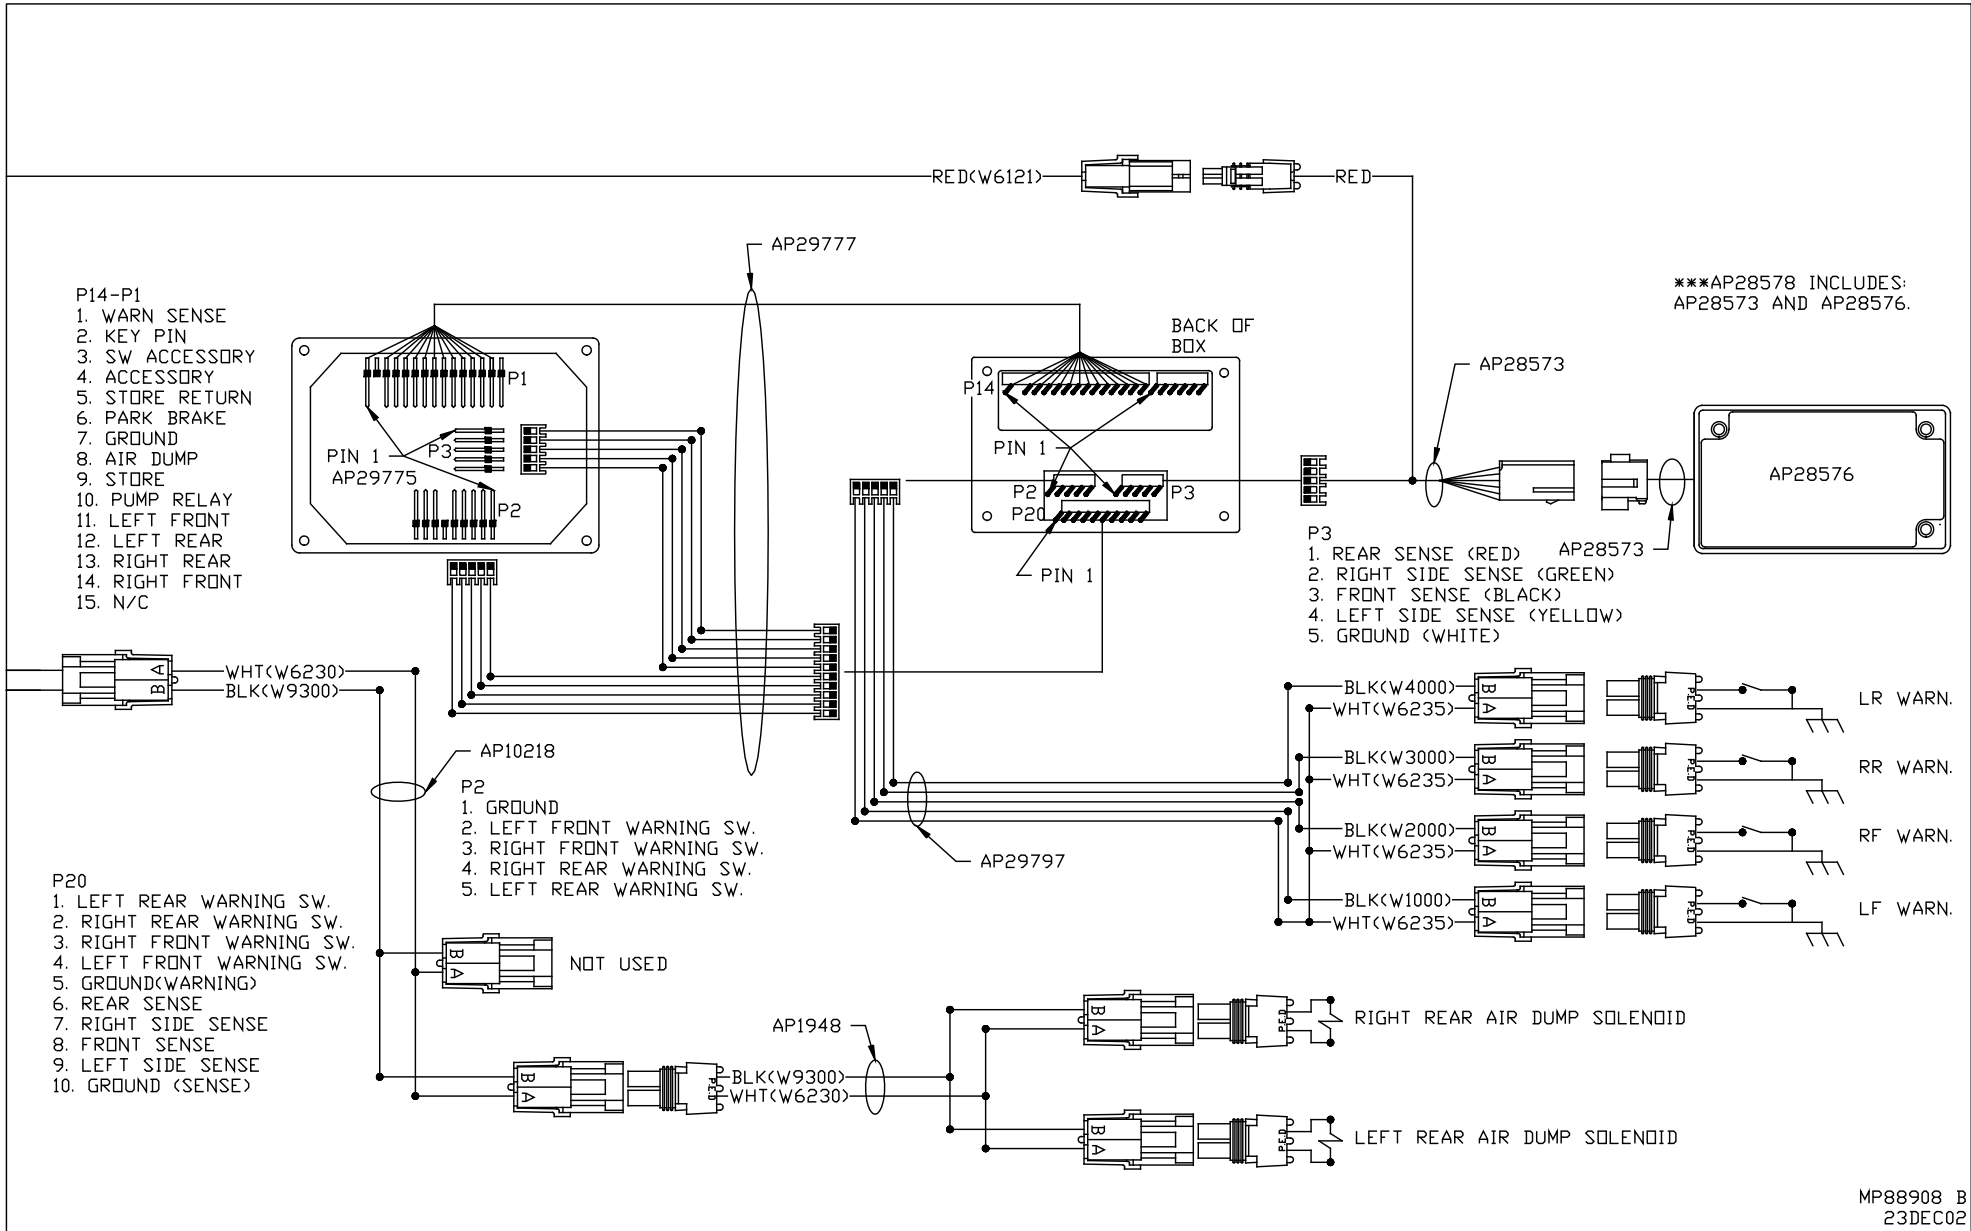 RED(W6121)
RED
AP29777
***AP28578 INCLUDES:
AP28573 AND AP28576.
P14-P1
1. WARN SENSE
2. KEY PIN
3. SW ACCESSORY
4. ACCESSORY
5. STORE RETURN
6. PARK BRAKE
7. GROUND
8. AIR DUMP
9. STORE
10. PUMP RELAY
11. LEFT FRONT
12. LEFT REAR
13. RIGHT REAR
14. RIGHT FRONT
15. N/C
P1
PIN 1
P3
AP29775
P2
BACK OF
BOX
P14
PIN 1
P2
P3
P20
PIN 1
AP28573
AP28576
AP28573
P3
1. REAR SENSE (RED)
2. RIGHT SIDE SENSE (GREEN)
3. FRONT SENSE (BLACK)
4. LEFT SIDE SENSE (YELLOW)
5. GROUND (WHITE)
A
B
WHT(W6230)
BLK(W9300)
AP10218
P2
1. GROUND
2. LEFT FRONT WARNING SW.
3. RIGHT FRONT WARNING SW.
4. RIGHT REAR WARNING SW.
5. LEFT REAR WARNING SW.
AP29797
BLK(W4000)
WHT(W6235)
B
A
P.E.D
LR WARN.
BLK(W3000)
WHT(W6235)
B
A
P.E.D
RR WARN.
BLK(W2000)
WHT(W6235)
B
A
P.E.D
RF WARN.
BLK(W1000)
WHT(W6235)
B
A
P.E.D
LF WARN.
P20
1. LEFT REAR WARNING SW.
2. RIGHT REAR WARNING SW.
3. RIGHT FRONT WARNING SW.
4. LEFT FRONT WARNING SW.
5. GROUND(WARNING)
6. REAR SENSE
7. RIGHT SIDE SENSE
8. FRONT SENSE
9. LEFT SIDE SENSE
10. GROUND (SENSE)
B
A
NOT USED
AP1948
B
A
P.E.D
BLK(W9300)
WHT(W6230)
B
A
P.E.D
RIGHT REAR AIR DUMP SOLENOID
B
A
P.E.D
LEFT REAR AIR DUMP SOLENOID
MP88908 B
23DEC02